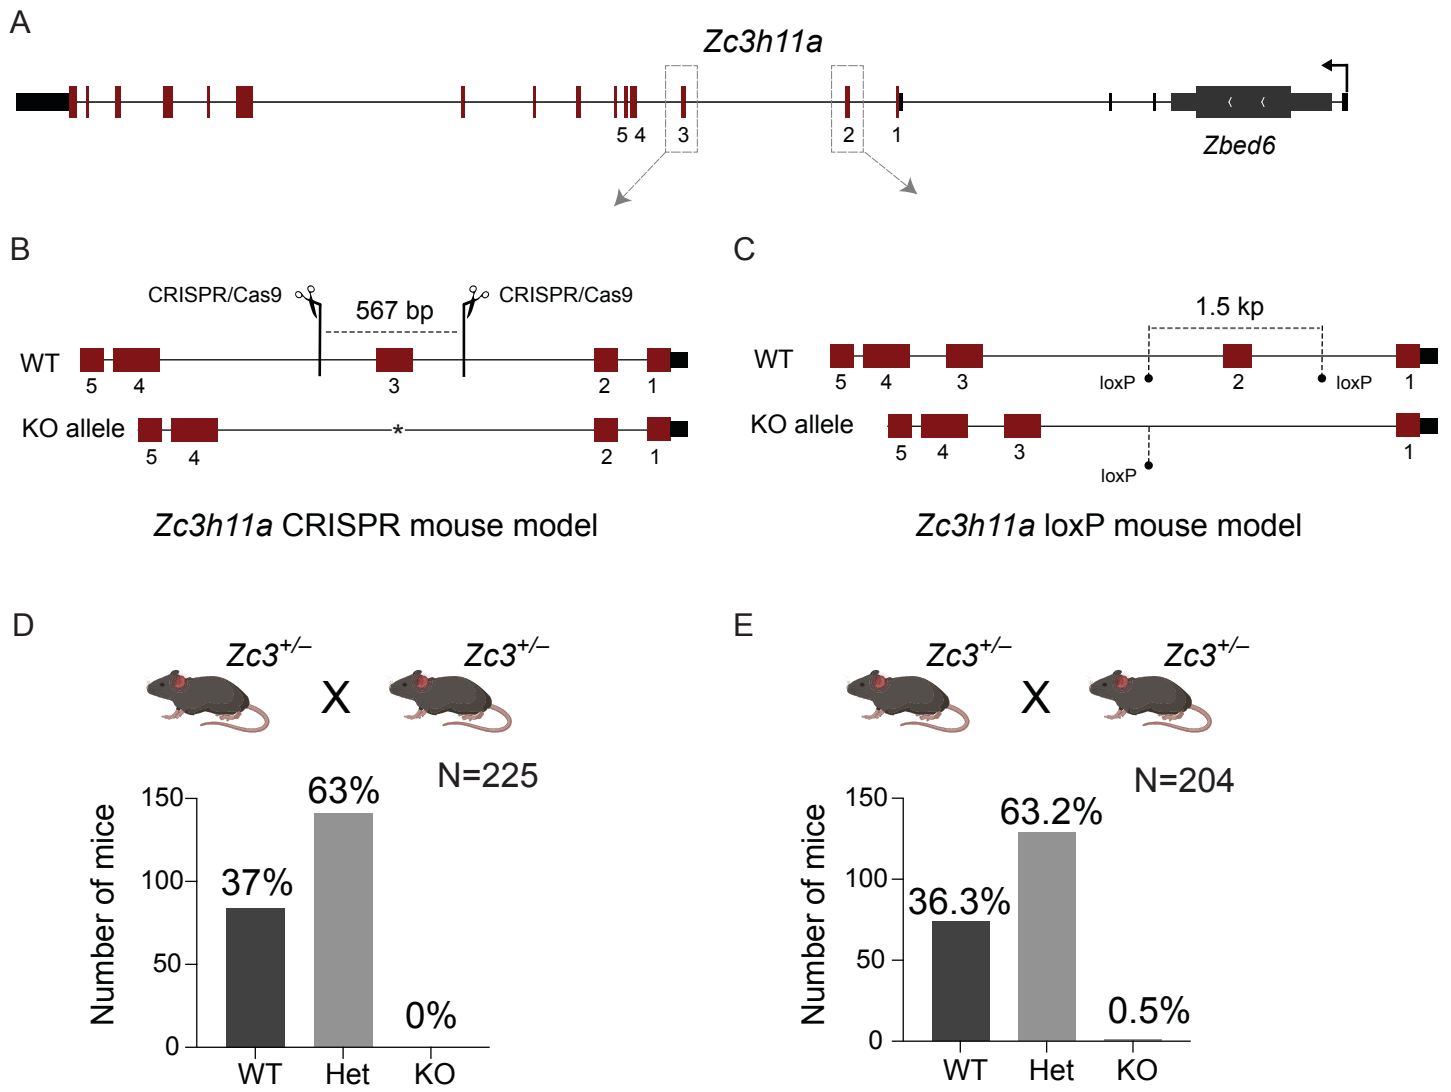 A
Zc3h11a
5 4 3 2 1
Zbed6
B
CRISPR/Cas9 CRISPR/Cas9
567 bp
WT
5 4 3 2 1
KO allele *
5 4 2 1
Zc3h11a CRISPR mouse model
C
1.5 kp
WT
loxP loxP
5 4 3 2 1
KO allele
5 4 3 1
loxP
Zc3h11a loxP mouse model
D
Zc3+/– Zc3+/–
X
N=225
Number of mice
150
100
50
0
63%
37%
0%
WT Het KO
E
Zc3+/– Zc3+/–
X
N=204
Number of mice
150
100
50
0
63.2%
36.3%
0.5%
WT Het KO